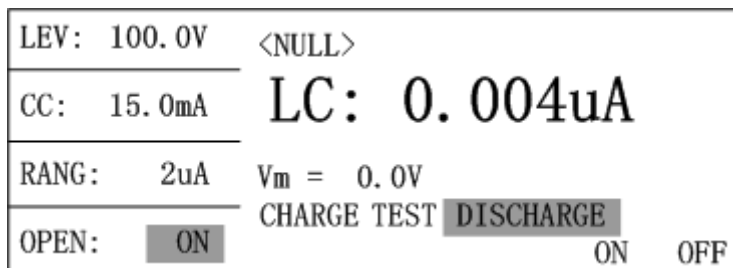 LEV: 100.0V
CC: 15.0mA
RANG: 2uA
OPEN: ON
<NULL>
LC: 0.004uA
Vm = 0.0V
CHARGE TEST DISCHARGE
ON OFF